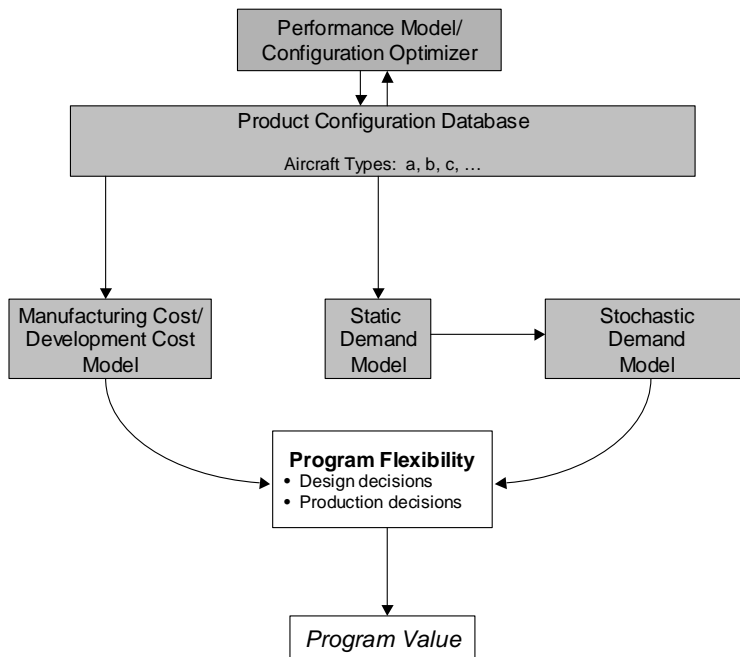 Performance Model/
Configuration Optimizer
Product Configuration Database
Aircraft Types: a, b, c, ...
Manufacturing Cost/
Development Cost
Model
Static
Demand
Model
Stochastic
Demand
Model
Program Flexibility
• Design decisions
• Production decisions
Program Value